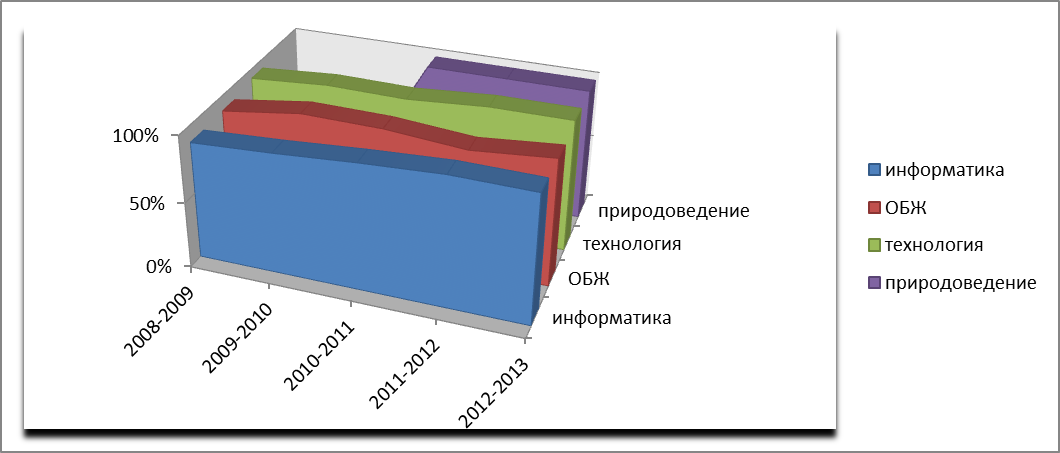 100%
50%
0%
2008-2009
2009-2010
2010-2011
2011-2012
2012-2013
природоведение
технология
ОБЖ
информатика
информатика
ОБЖ
технология
природоведение